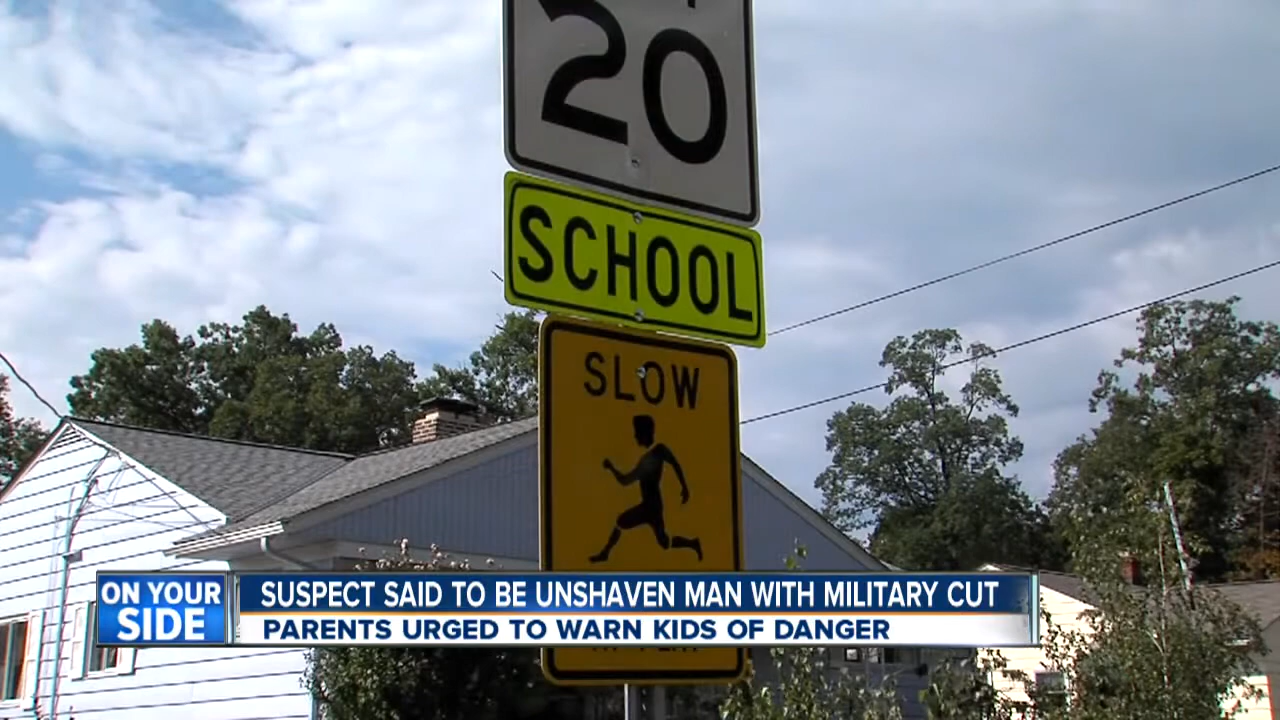 20
SCHOOL
SLOW
ON YOUR
SIDE
SUSPECT SAID TO BE UNSHAVEN MAN WITH MILITARY CUT
PARENTS URGED TO WARN KIDS OF DANGER